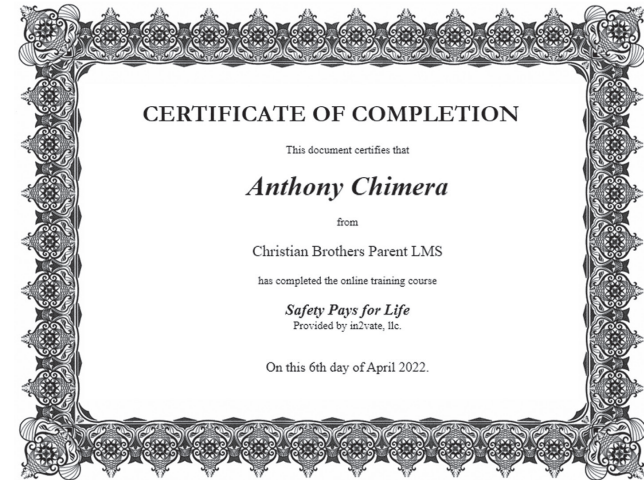 CERTIFICATE OF COMPLETION
This document certifies that
Anthony Chimera
from
Christian Brothers Parent LMS
has completed the online training course
Safety Pays for Life
Provided by in2vate, llc.
On this 6th day of April 2022.